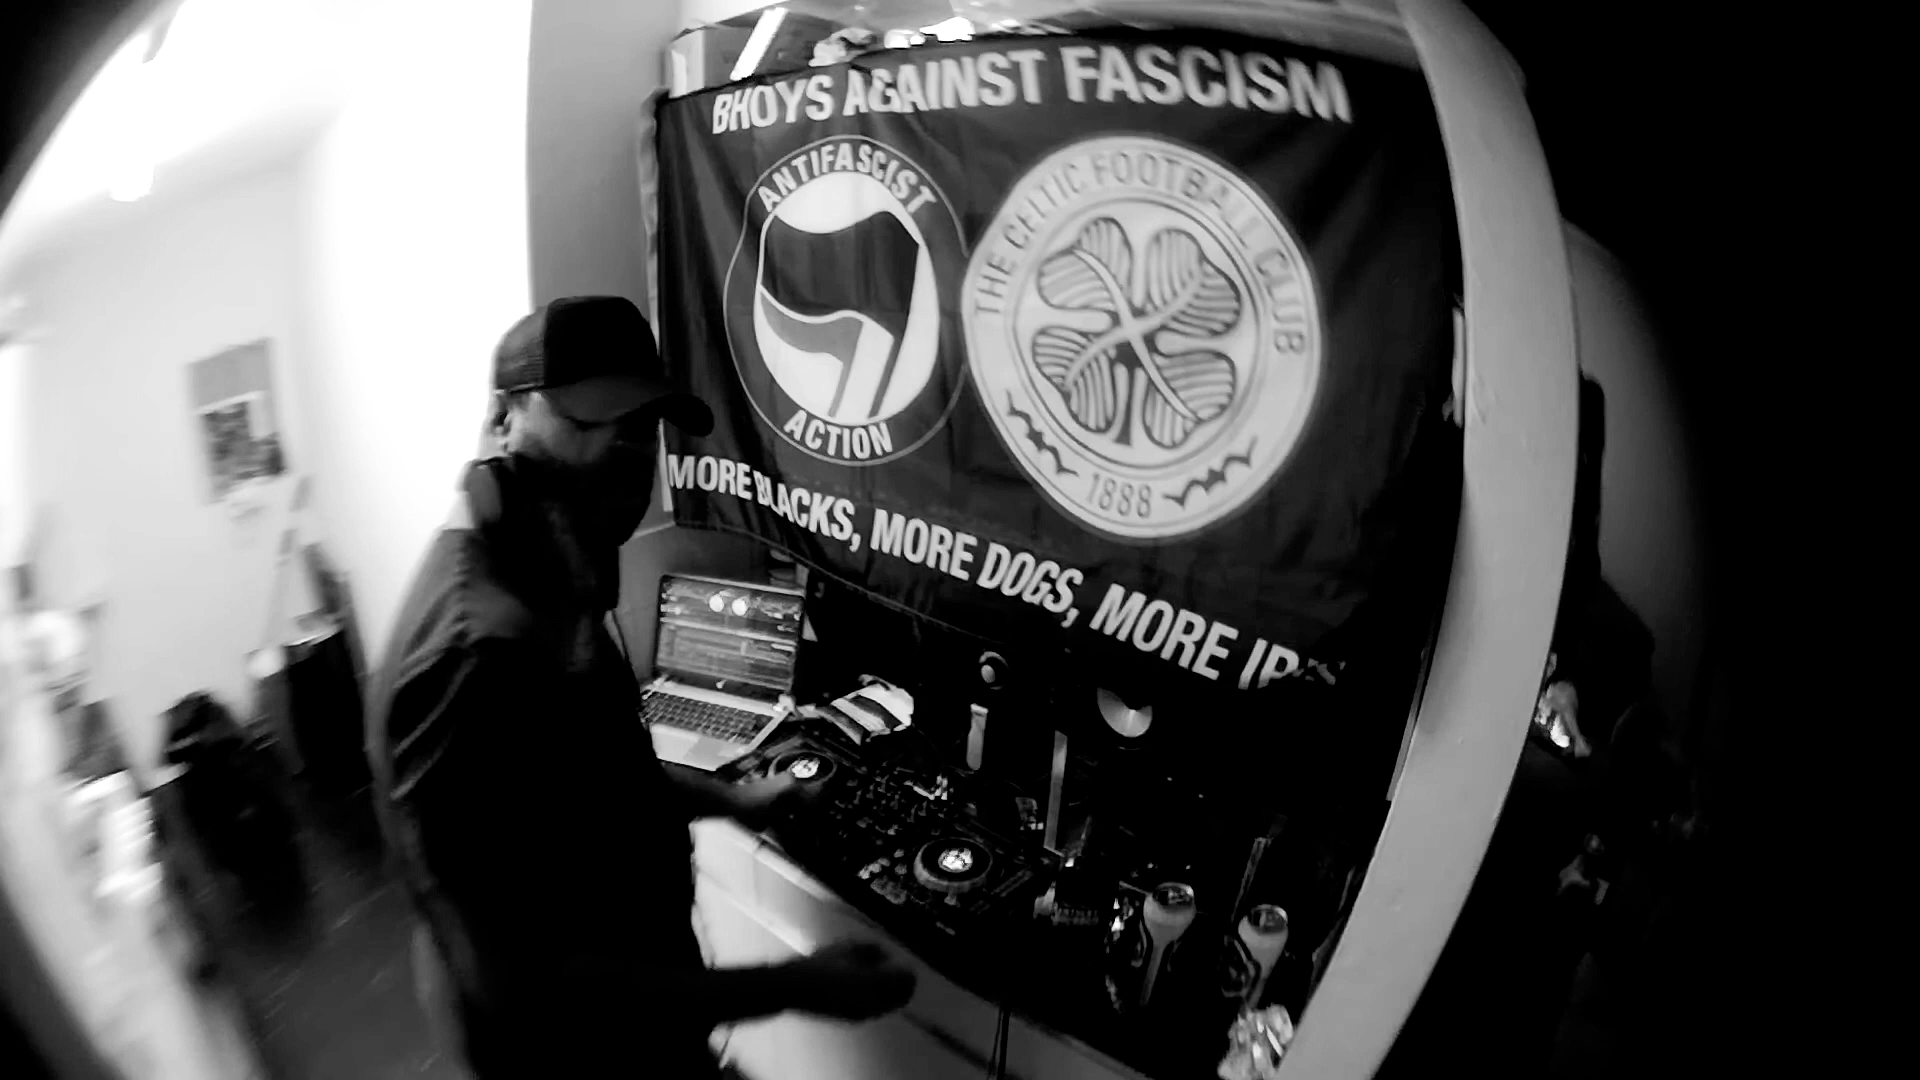 BHOYS AGAINST FASCISM
ANTIFASCIST
ACTION
THE CELTIC FOOTBALL CLUB
1888
MORE BLACKS, MORE DOGS, MORE